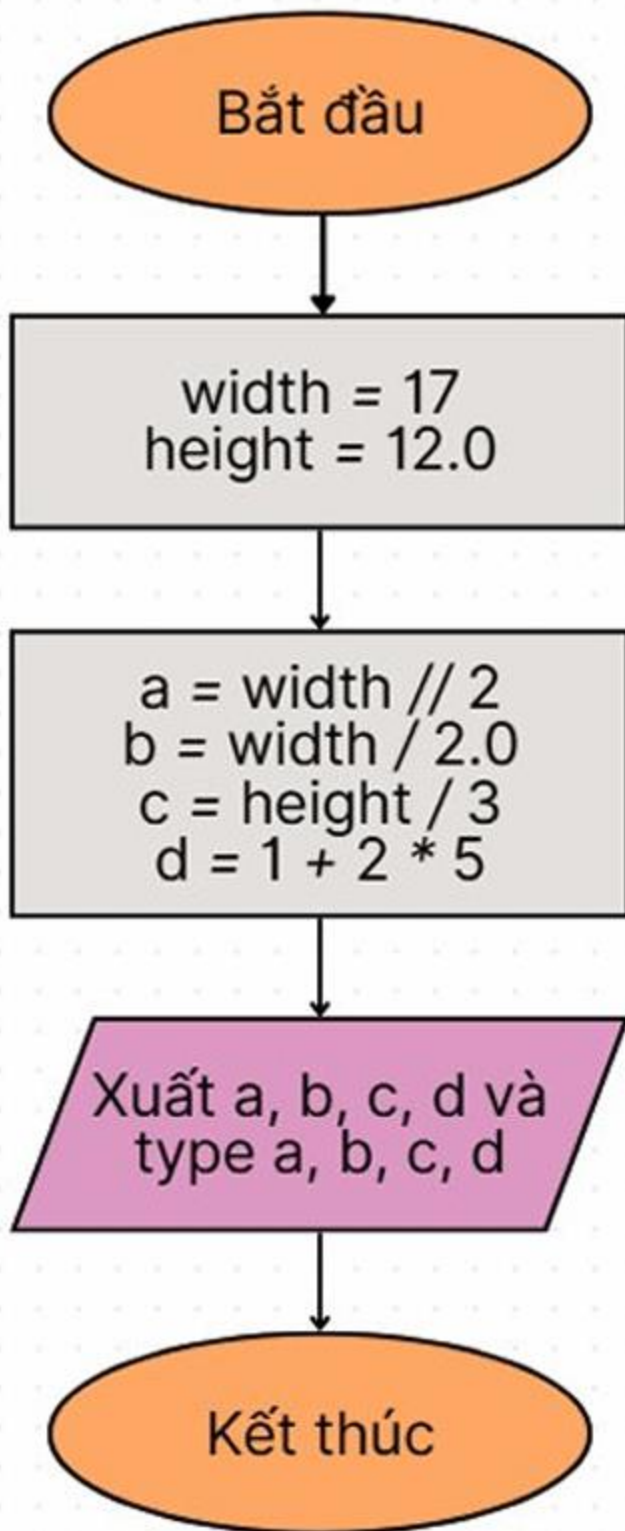 Bắt đầu
width = 17
height = 12.0
a = width // 2
b = width / 2.0
c = height / 3
d = 1 + 2 * 5
Xuất a, b, c, d và
type a, b, c, d
Kết thúc